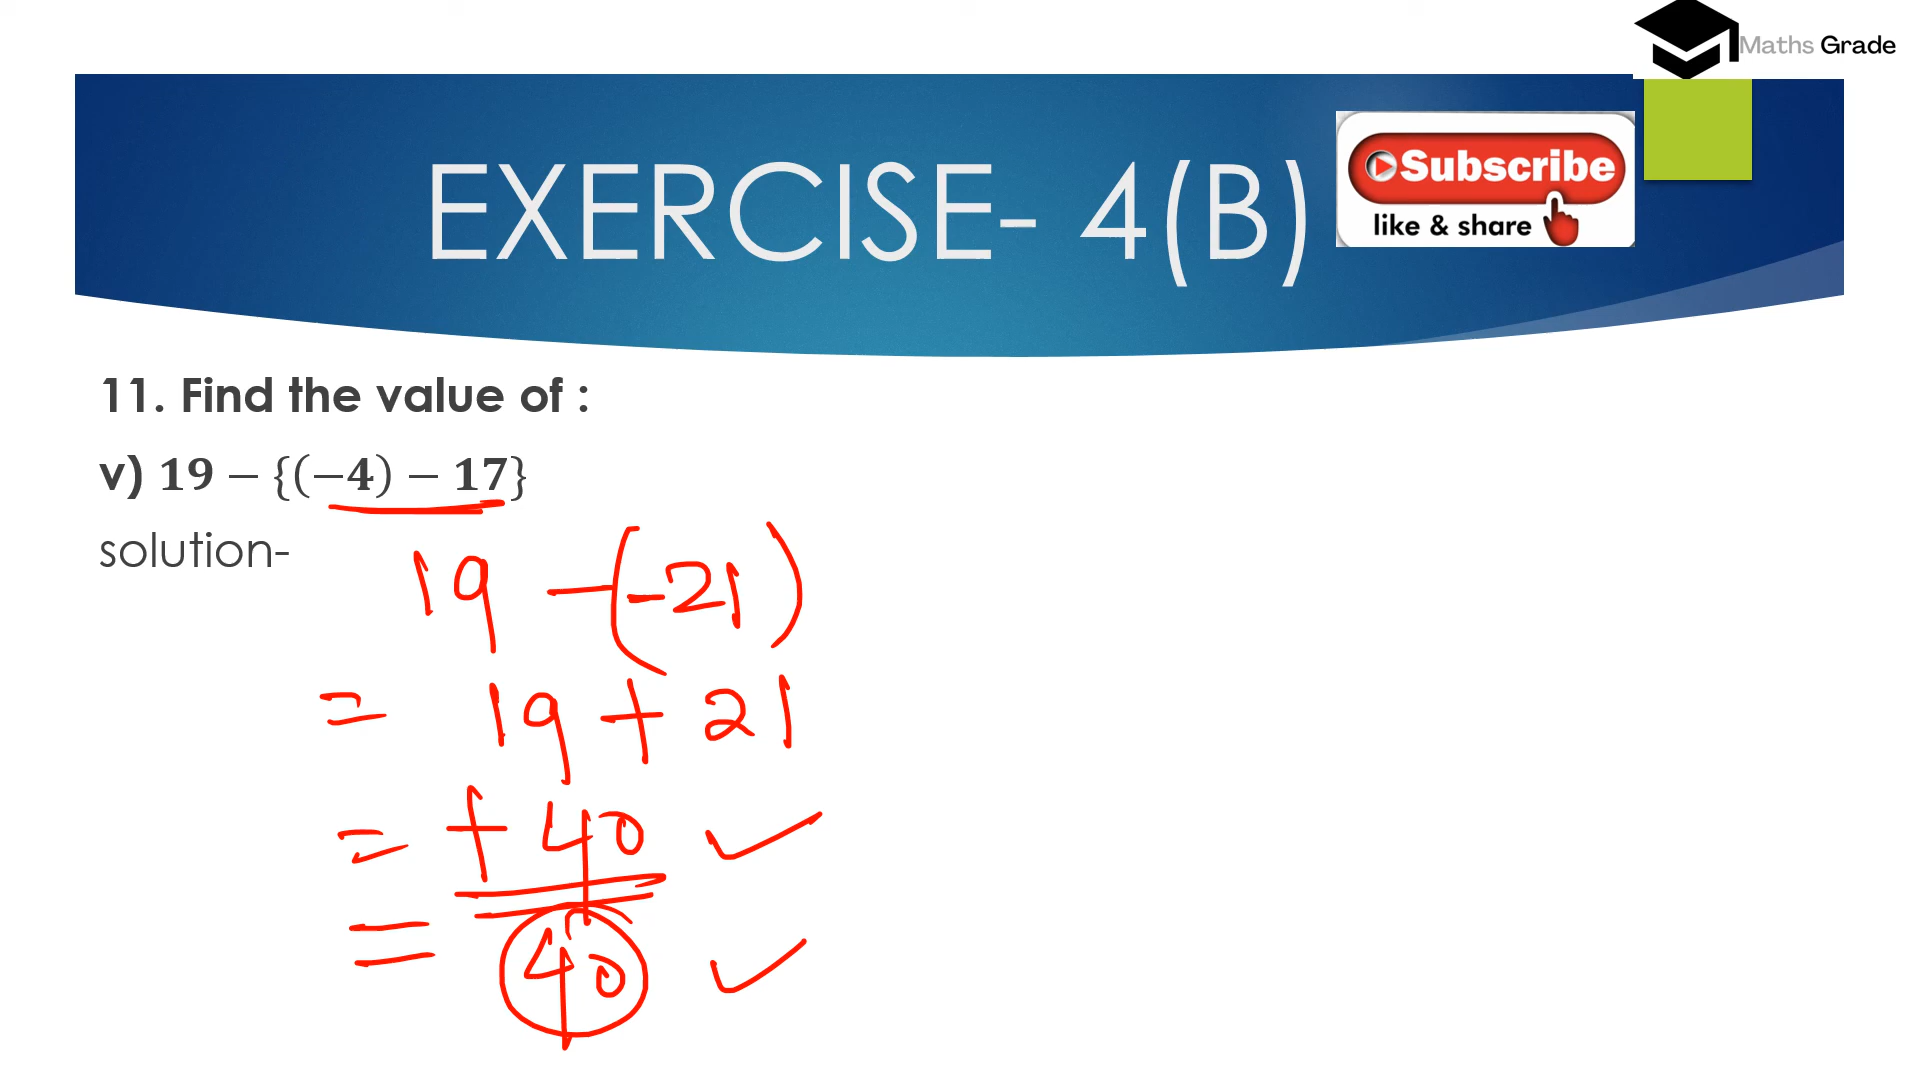 Maths Grade
EXERCISE- 4(B)
Subscribe
like & share
11. Find the value of :
v) 19 − {(−4) − 17}
solution-
19 − (−21)
= 19 + 21
= + 40
= 40